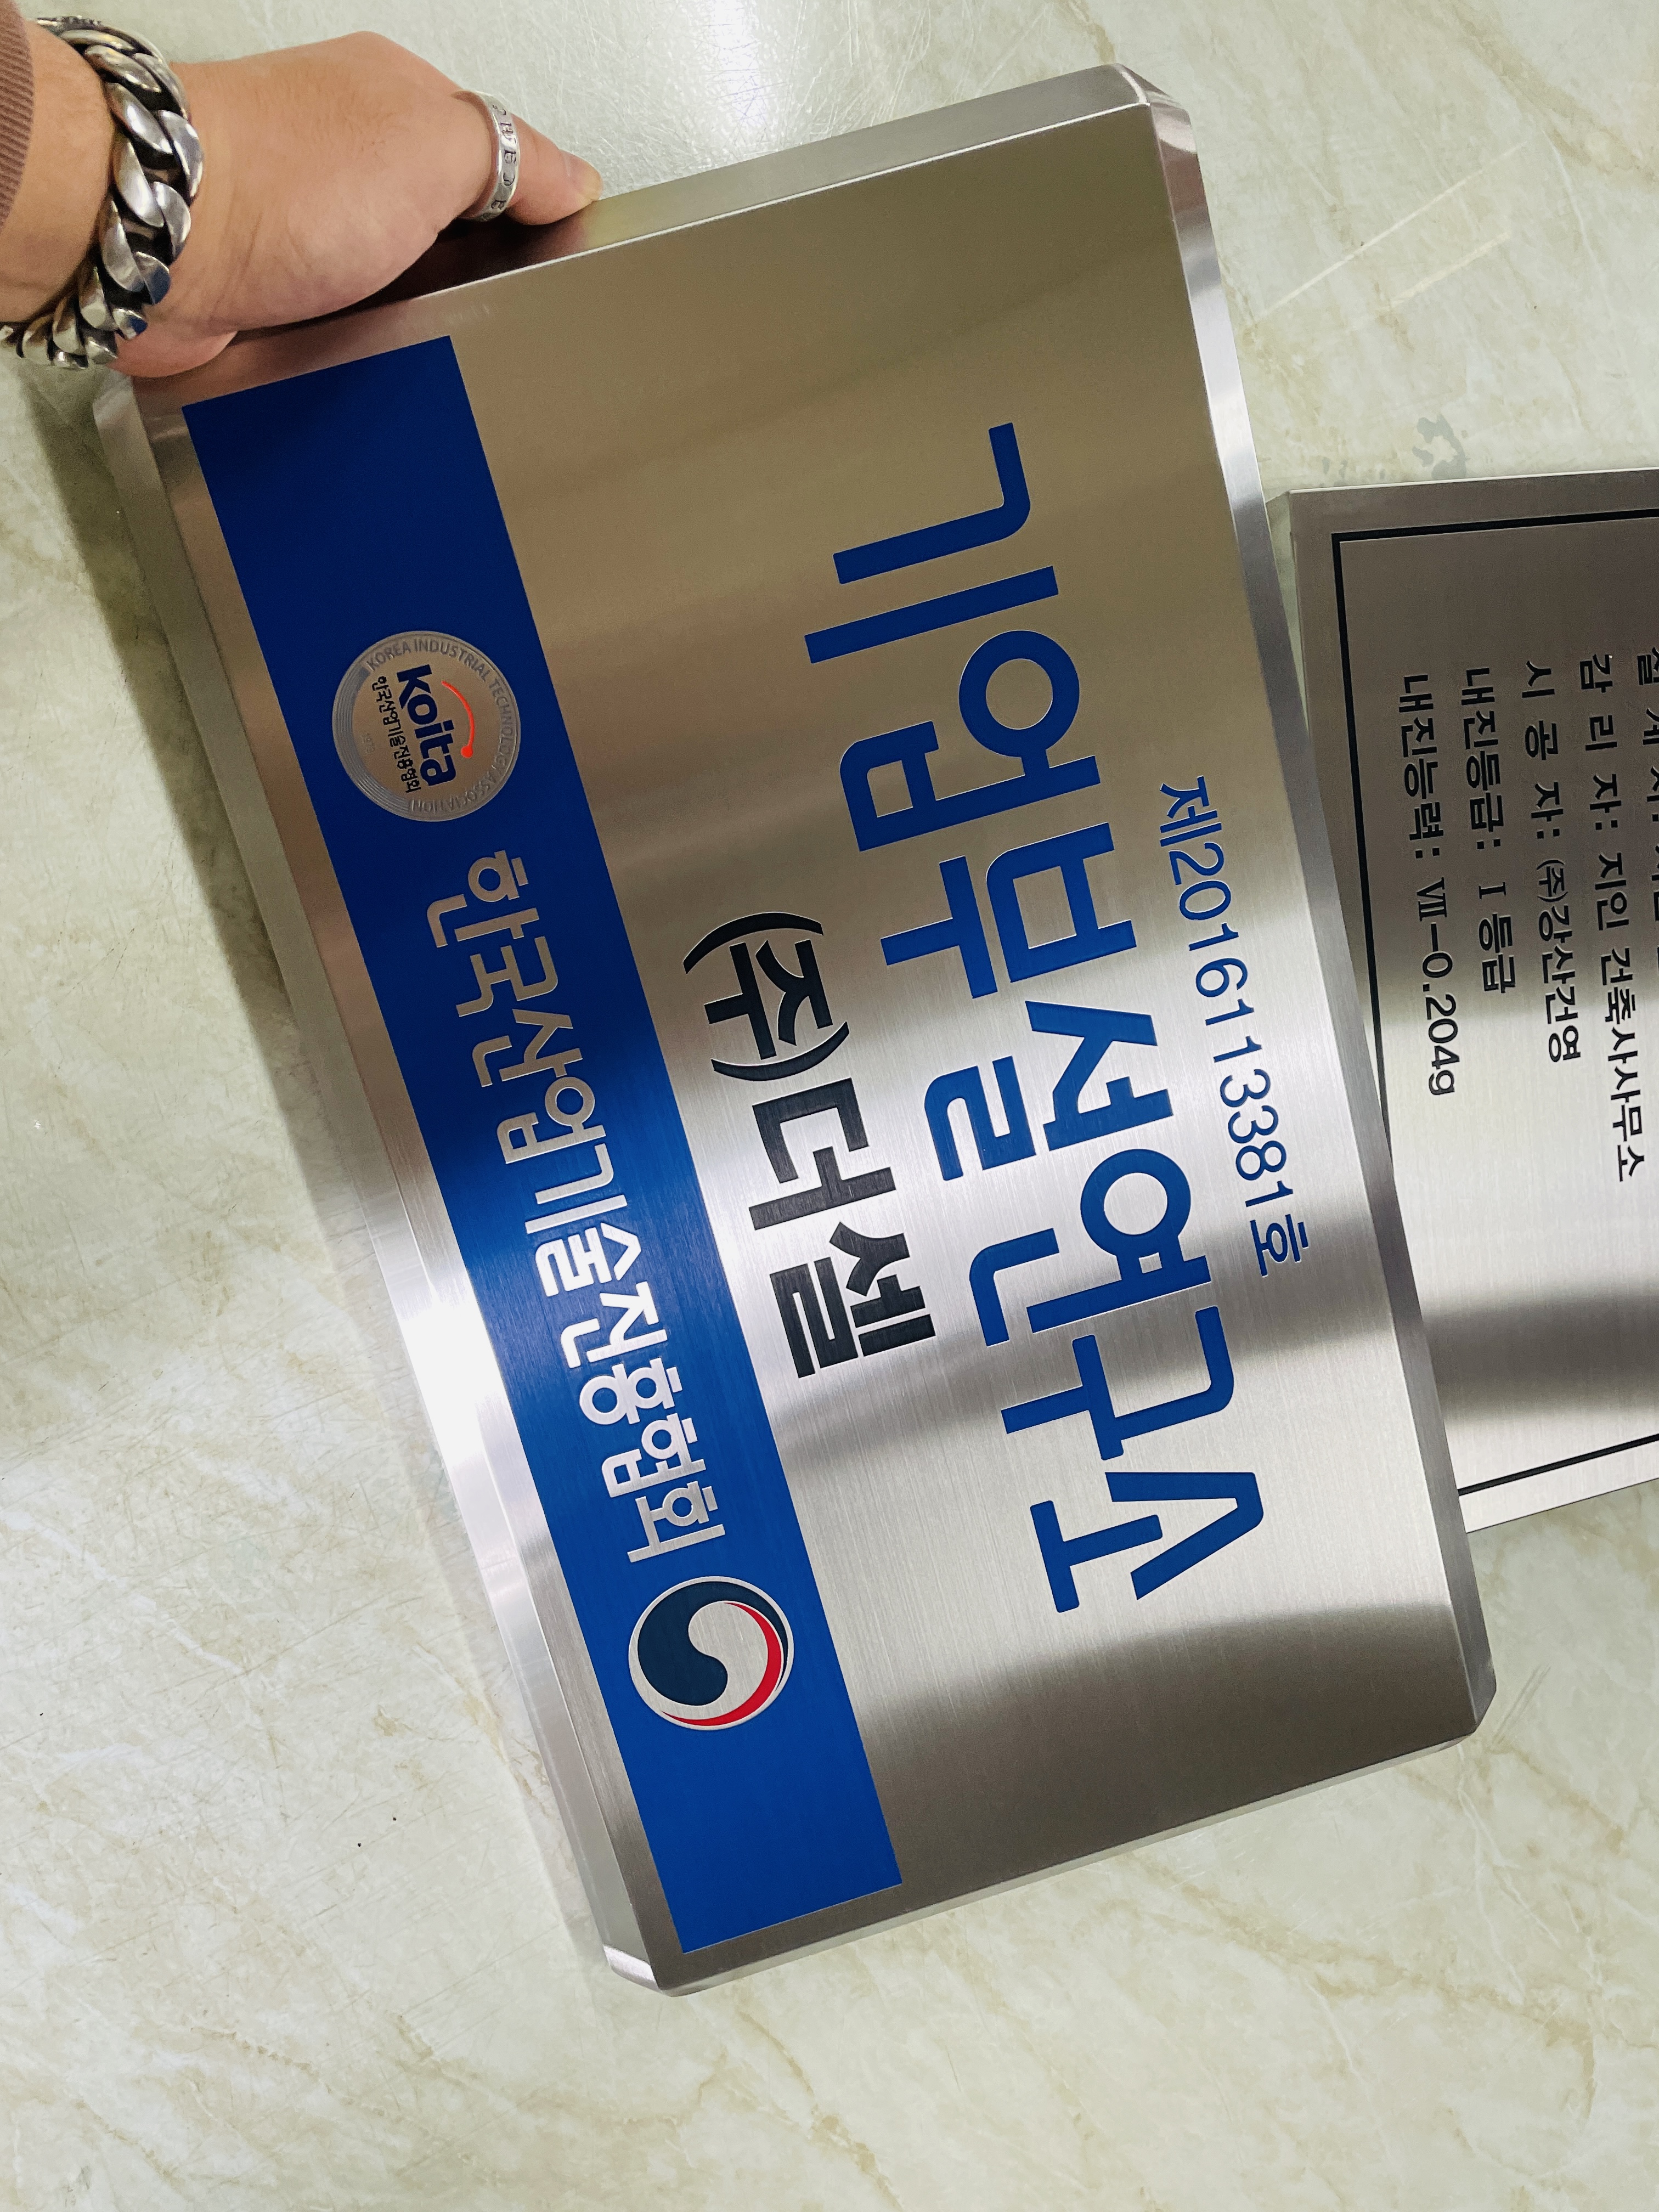 제2016113381호
기업부설연구소
(주)더셀
KOREA INDUSTRIAL TECHNOLOGY ASSOCIATION
koita
한국산업기술진흥협회
1979
한국산업기술진흥협회
감 리 자: 지인 건축사사무소
시 공 자: ㈜강산건영
내진등급: Ⅰ 등급
내진능력: Ⅶ-0.204g